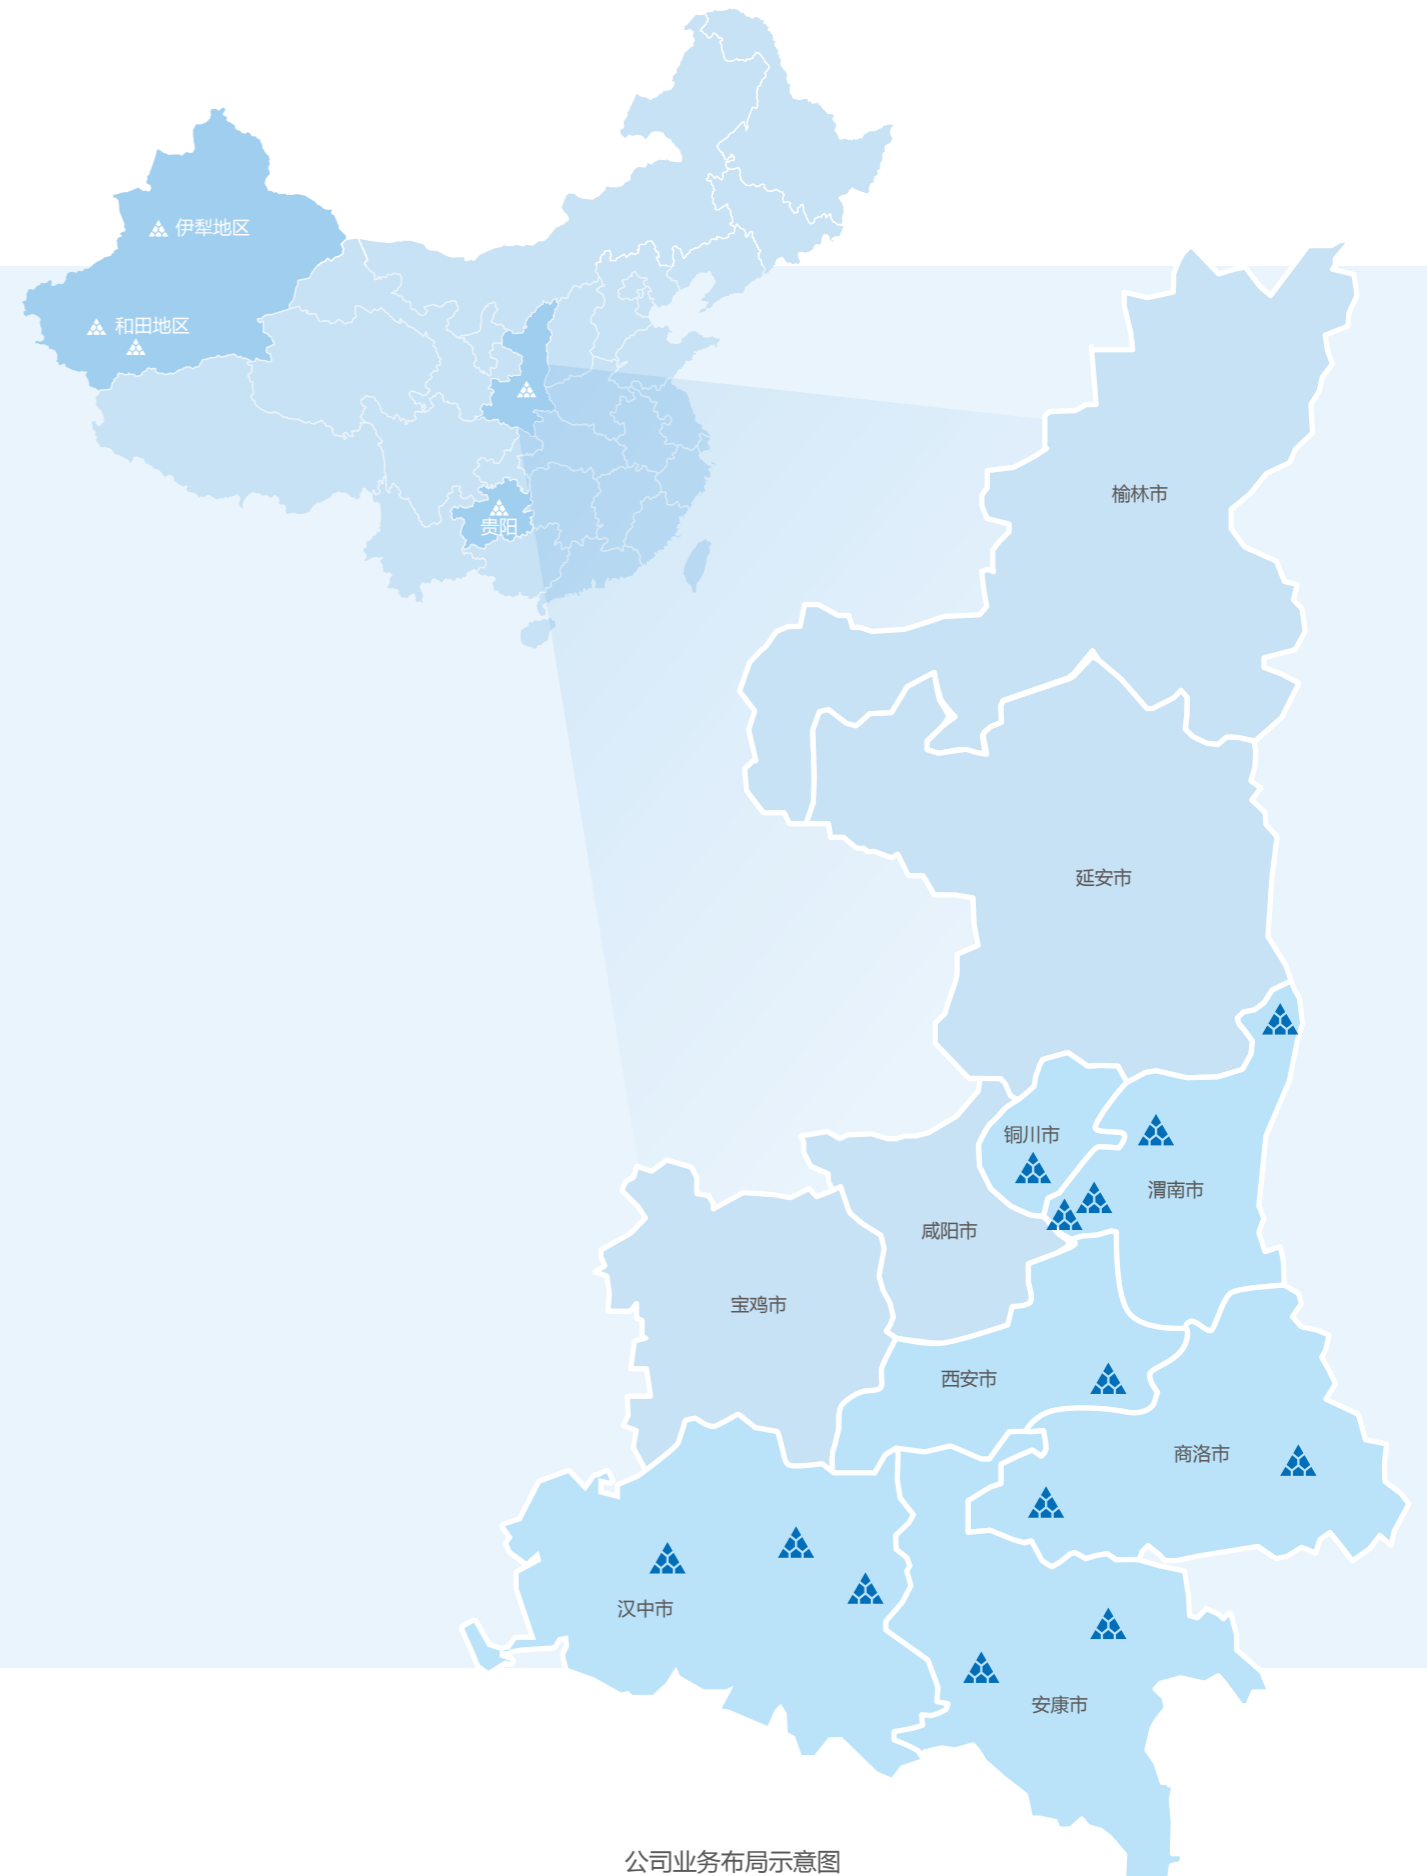 伊犁地区
和田地区
贵阳
榆林市
延安市
铜川市
渭南市
咸阳市
宝鸡市
西安市
商洛市
汉中市
安康市
公司业务布局示意图